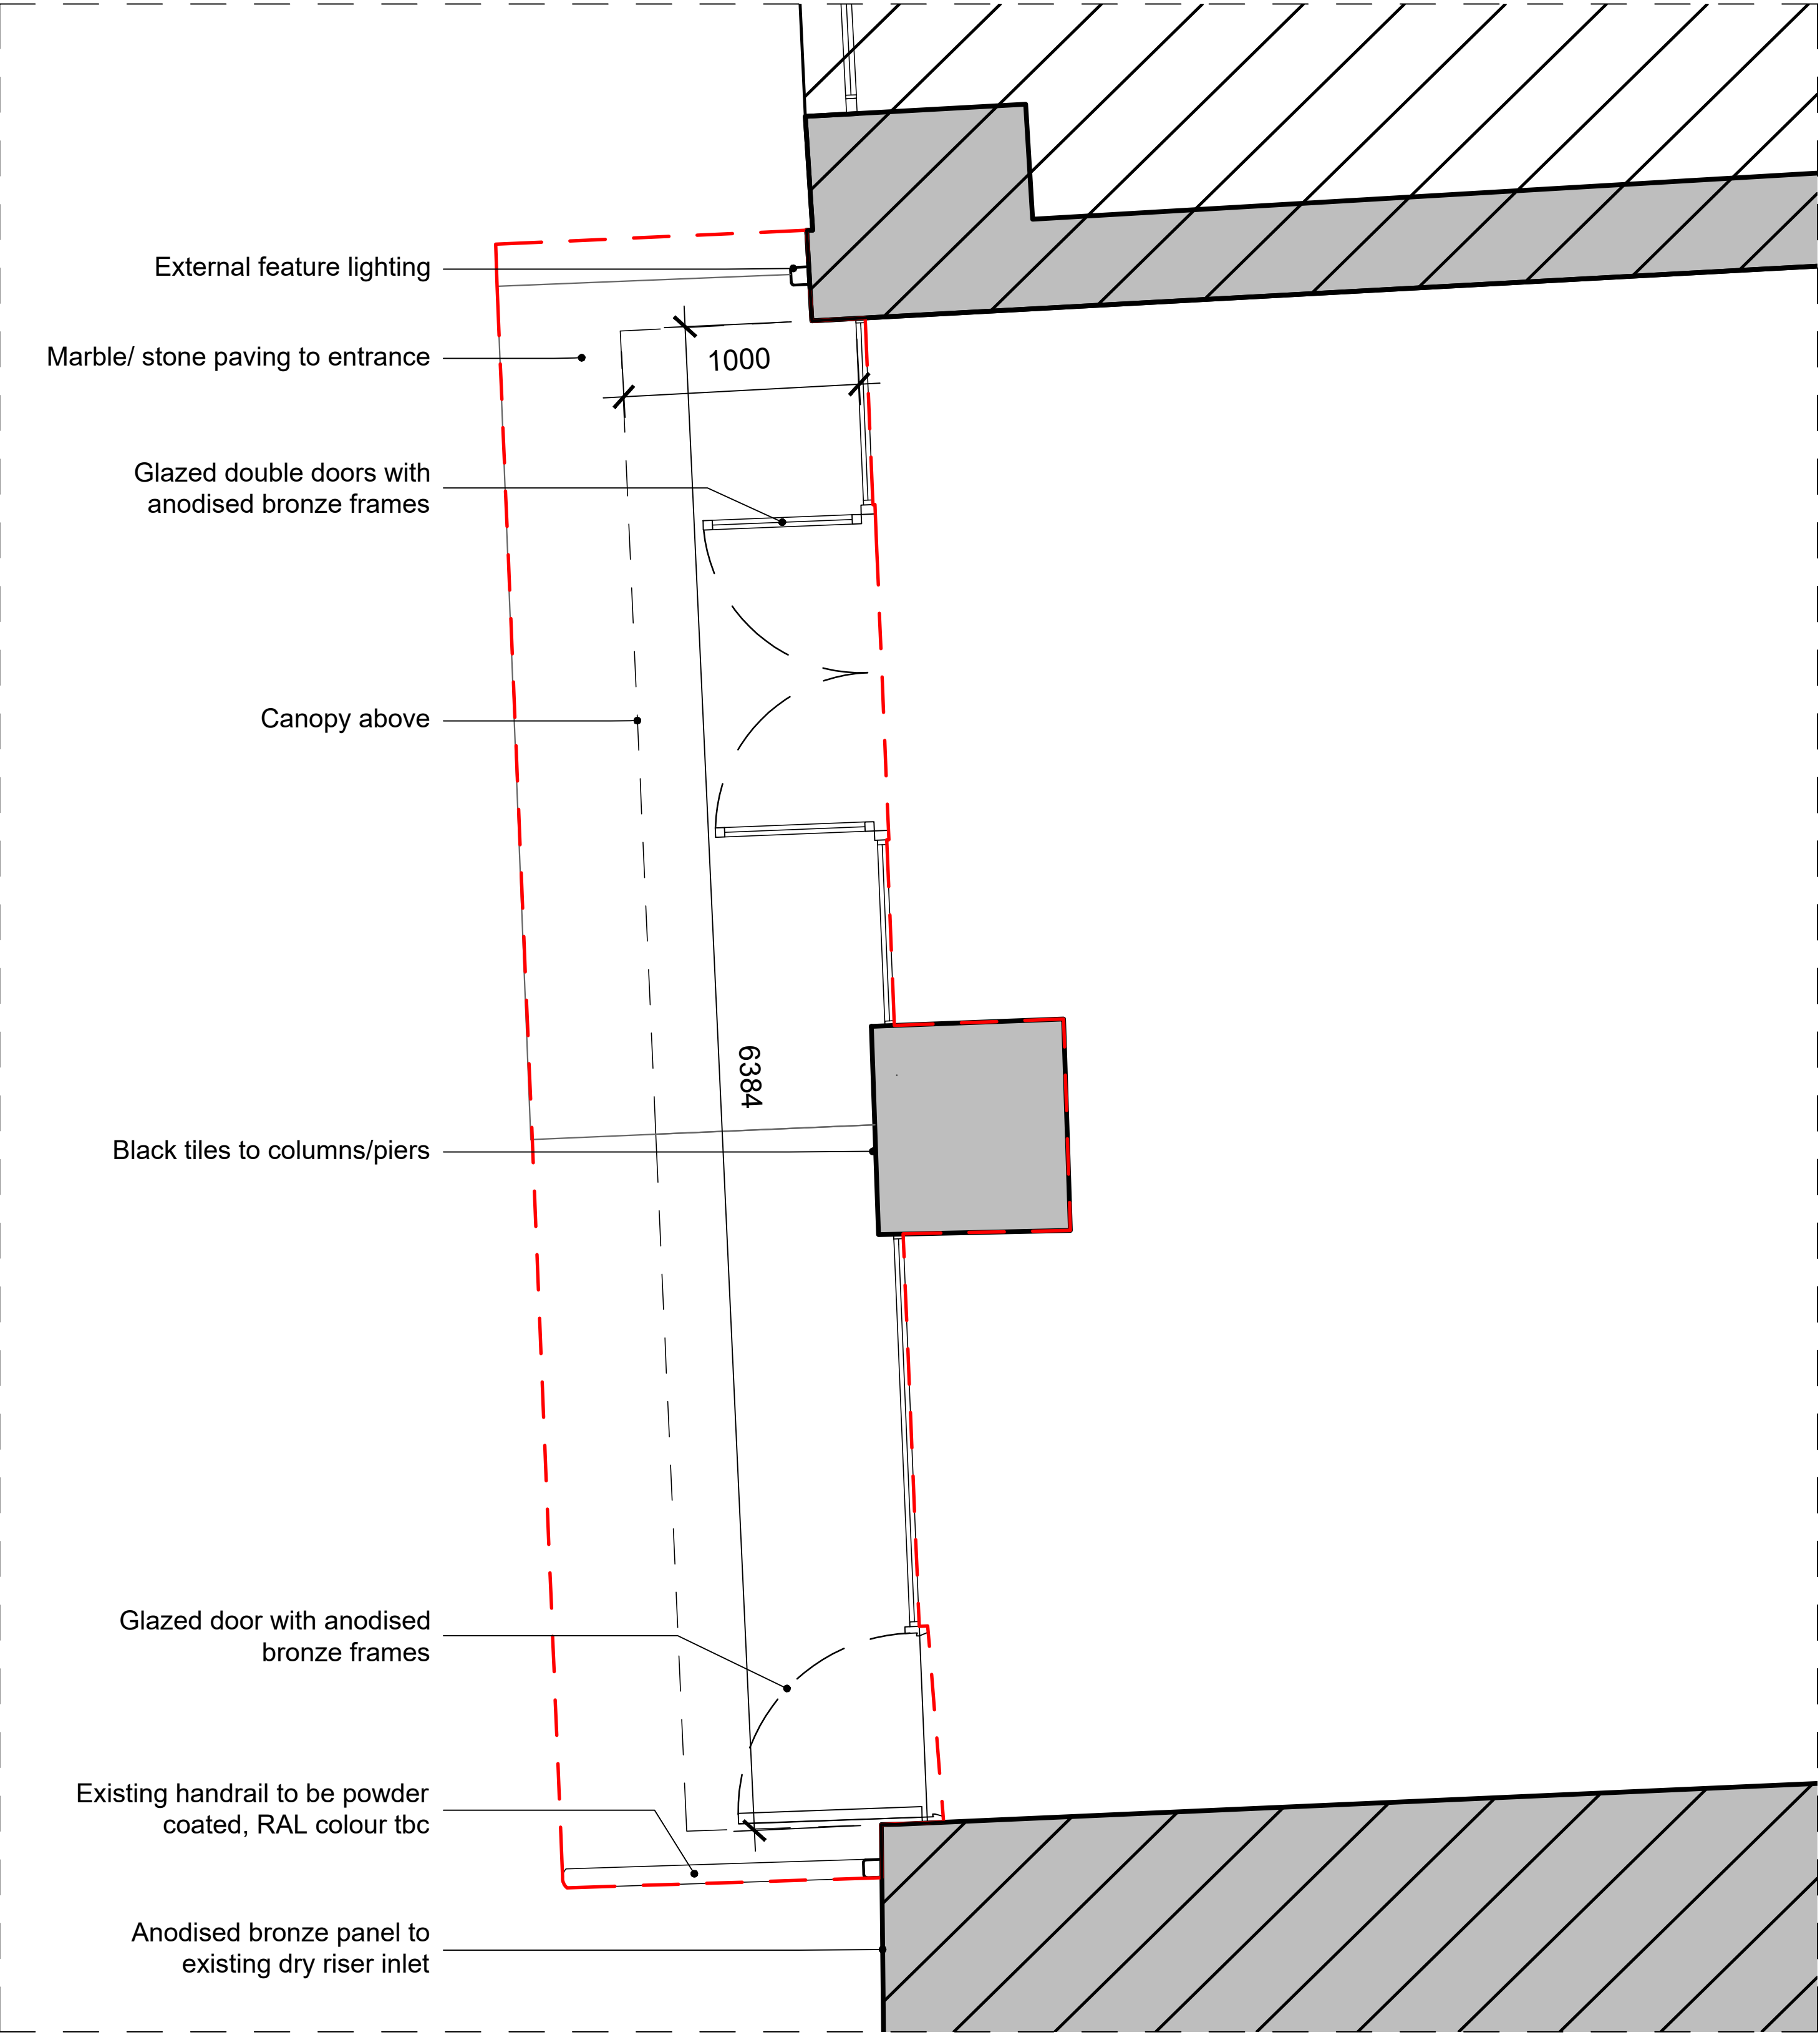 External feature lighting
Marble/ stone paving to entrance
1000
Glazed double doors with
anodised bronze frames
Canopy above
6384
Black tiles to columns/piers
Glazed door with anodised
bronze frames
Existing handrail to be powder
coated, RAL colour tbc
Anodised bronze panel to
existing dry riser inlet